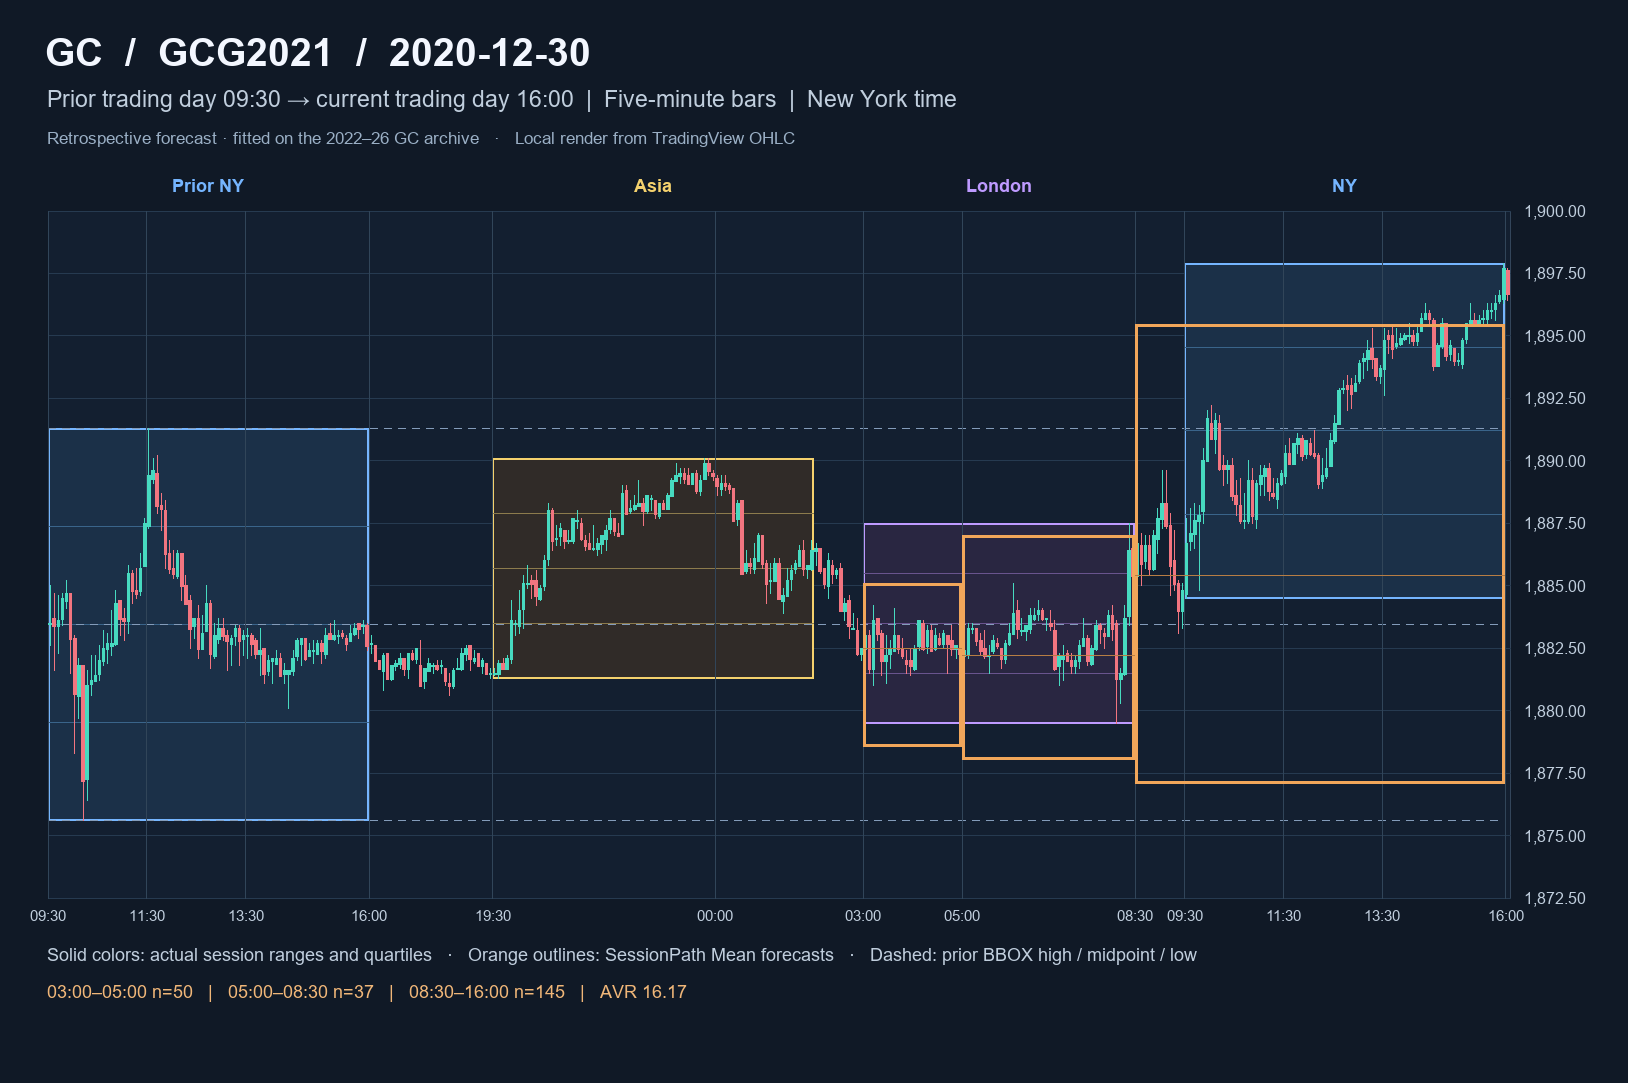 GC / GCG2021 / 2020-12-30
Prior trading day 09:30 → current trading day 16:00 | Five-minute bars | New York time
Retrospective forecast · fitted on the 2022–26 GC archive · Local render from TradingView OHLC
Prior NY
Asia
London
NY
1,900.00
1,897.50
1,895.00
1,892.50
1,890.00
1,887.50
1,885.00
1,882.50
1,880.00
1,877.50
1,875.00
1,872.50
09:30 11:30 13:30 16:00 19:30 00:00 03:00 05:00 08:30 09:30 11:30 13:30 16:00
Solid colors: actual session ranges and quartiles · Orange outlines: SessionPath Mean forecasts · Dashed: prior BBOX high / midpoint / low
03:00–05:00 n=50 | 05:00–08:30 n=37 | 08:30–16:00 n=145 | AVR 16.17